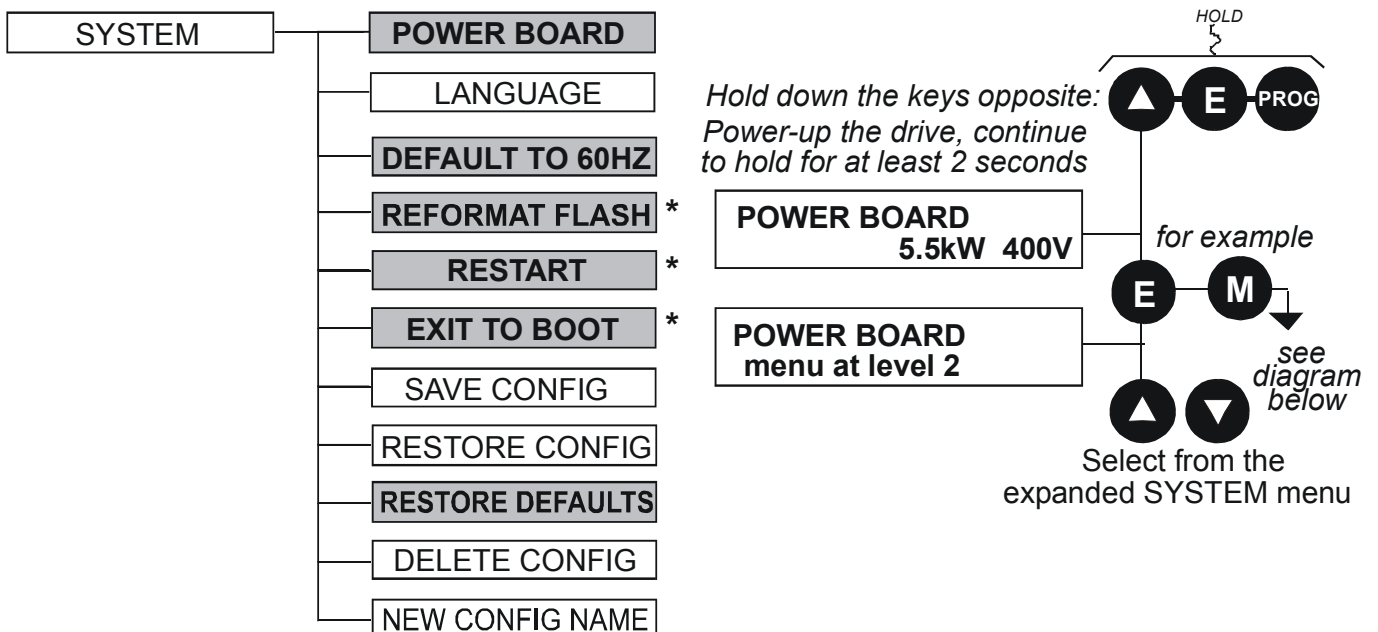 SYSTEM
POWER BOARD
LANGUAGE
DEFAULT TO 60HZ
REFORMAT FLASH *
RESTART *
EXIT TO BOOT *
SAVE CONFIG
RESTORE CONFIG
RESTORE DEFAULTS
DELETE CONFIG
NEW CONFIG NAME
HOLD
Hold down the keys opposite:
E
PROG
Power-up the drive, continue
to hold for at least 2 seconds
POWER BOARD
5.5kW 400V
for example
E
M
POWER BOARD
menu at level 2
see
diagram
below
Select from the
expanded SYSTEM menu